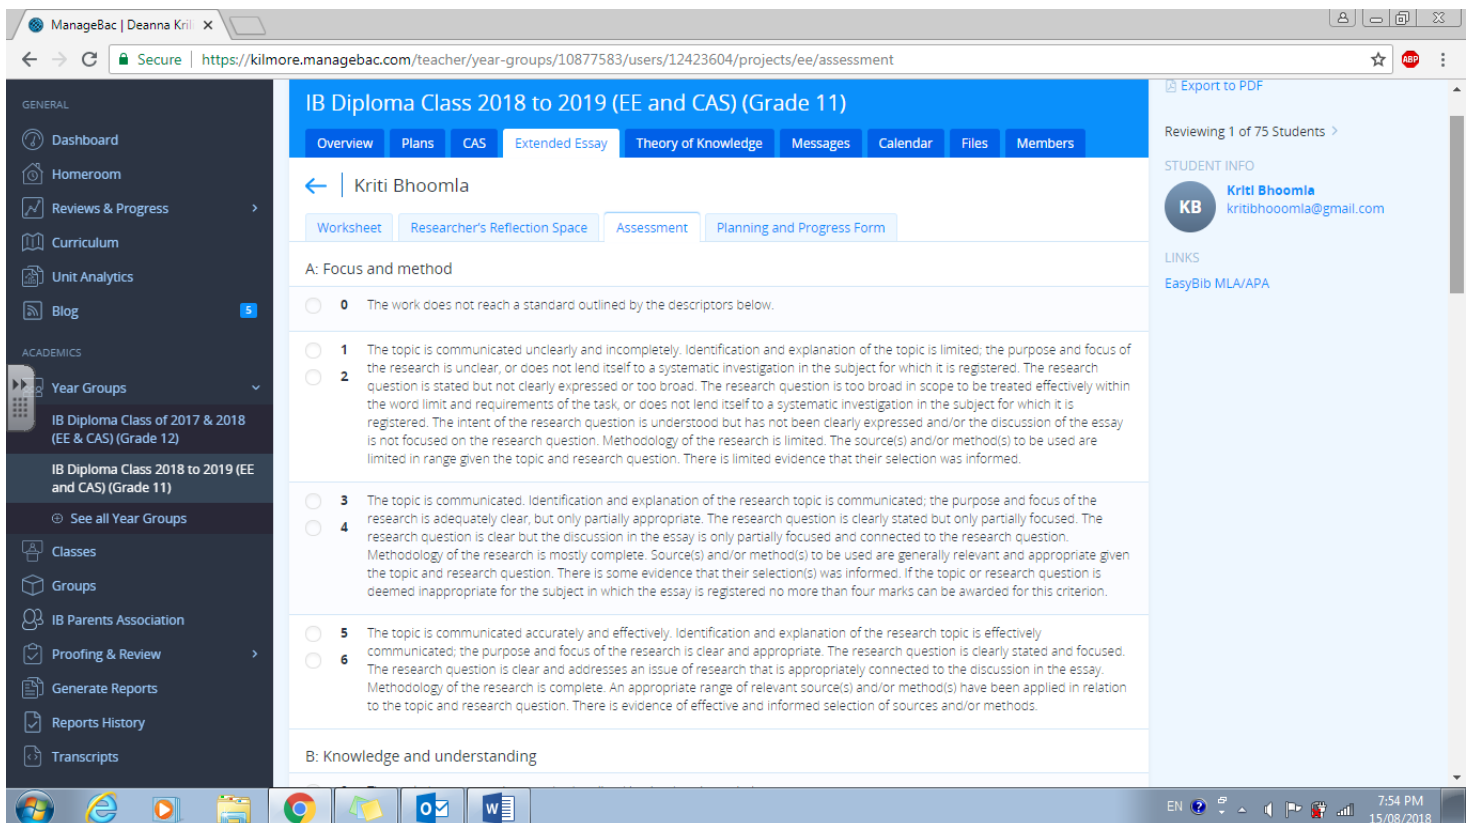 ManageBac | Deanna Kril
Secure | https://kilmore.managebac.com/teacher/year-groups/10877583/users/12423604/projects/ee/assessment
ABP
GENERAL
Dashboard
Homeroom
Reviews & Progress
Curriculum
Unit Analytics
Blog 5
ACADEMICS
Year Groups
IB Diploma Class of 2017 & 2018
(EE & CAS) (Grade 12)
IB Diploma Class 2018 to 2019 (EE
and CAS) (Grade 11)
See all Year Groups
Classes
Groups
IB Parents Association
Proofing & Review
Generate Reports
Reports History
Transcripts
IB Diploma Class 2018 to 2019 (EE and CAS) (Grade 11)
Overview Plans CAS Extended Essay Theory of Knowledge Messages Calendar Files Members
Kriti Bhoomla
Worksheet Researcher's Reflection Space Assessment Planning and Progress Form
A: Focus and method
0 The work does not reach a standard outlined by the descriptors below.
1 The topic is communicated unclearly and incompletely. Identification and explanation of the topic is limited; the purpose and focus of
2 the research is unclear, or does not lend itself to a systematic investigation in the subject for which it is registered. The research
question is stated but not clearly expressed or too broad. The research question is too broad in scope to be treated effectively within
the word limit and requirements of the task, or does not lend itself to a systematic investigation in the subject for which it is
registered. The intent of the research question is understood but has not been clearly expressed and/or the discussion of the essay
is not focused on the research question. Methodology of the research is limited. The source(s) and/or method(s) to be used are
limited in range given the topic and research question. There is limited evidence that their selection was informed.
3 The topic is communicated. Identification and explanation of the research topic is communicated; the purpose and focus of the
4 research is adequately clear, but only partially appropriate. The research question is clearly stated but only partially focused. The
research question is clear but the discussion in the essay is only partially focused and connected to the research question.
Methodology of the research is mostly complete. Source(s) and/or method(s) to be used are generally relevant and appropriate given
the topic and research question. There is some evidence that their selection(s) was informed. If the topic or research question is
deemed inappropriate for the subject in which the essay is registered no more than four marks can be awarded for this criterion.
5 The topic is communicated accurately and effectively. Identification and explanation of the research topic is effectively
6 communicated; the purpose and focus of the research is clear and appropriate. The research question is clearly stated and focused.
The research question is clear and addresses an issue of research that is appropriately connected to the discussion in the essay.
Methodology of the research is complete. An appropriate range of relevant source(s) and/or method(s) have been applied in relation
to the topic and research question. There is evidence of effective and informed selection of sources and/or methods.
B: Knowledge and understanding
Export to PDF
Reviewing 1 of 75 Students
STUDENT INFO
KB
Kriti Bhoomla
kritibhooomla@gmail.com
LINKS
EasyBib MLA/APA
EN
7:54 PM
15/08/2018